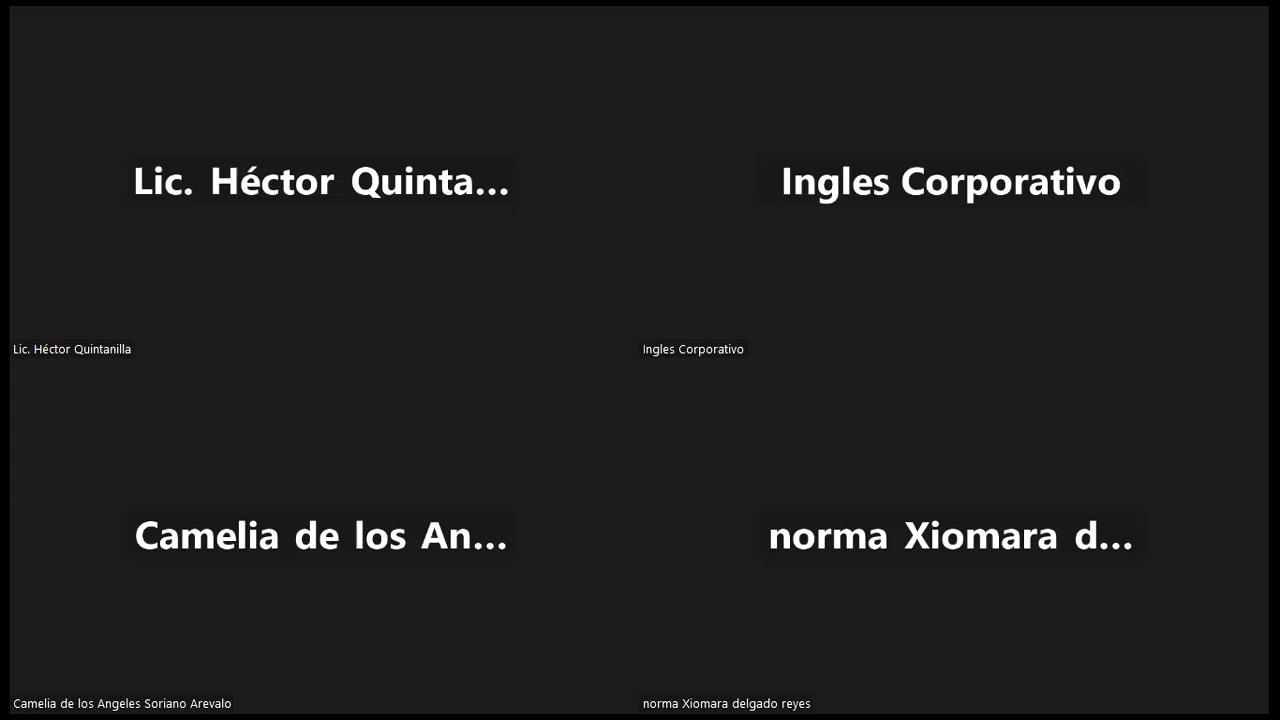 Lic. Héctor Quinta...
Ingles Corporativo
Lic. Héctor Quintanilla
Ingles Corporativo
Camelia de los An...
norma Xiomara d...
Camelia de los Angeles Soriano Arevalo
norma Xiomara delgado reyes